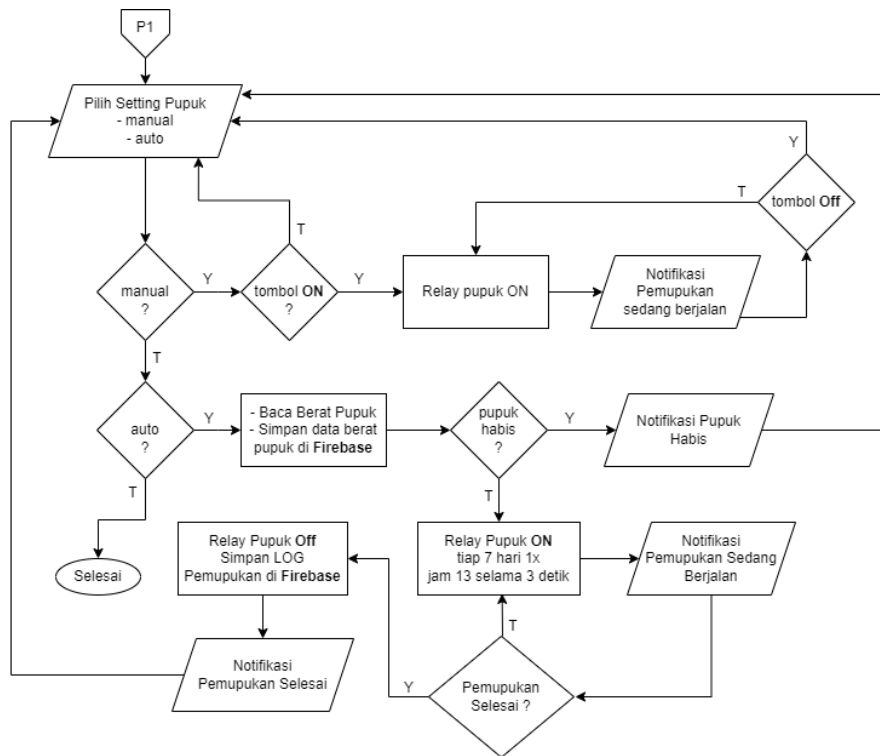 P1
Pilih Setting Pupuk
- manual
- auto
Y
T
tombol Off
T
manual
?
Y
tombol ON
?
Y
Relay pupuk ON
Notifikasi
Pemupukan
sedang berjalan
T
auto
?
Y
- Baca Berat Pupuk
- Simpan data berat
pupuk di Firebase
pupuk
habis
?
Y
Notifikasi Pupuk
Habis
T
T
Selesai
Relay Pupuk Off
Simpan LOG
Pemupukan di Firebase
Relay Pupuk ON
tiap 7 hari 1x
jam 13 selama 3 detik
Notifikasi
Pemupukan Sedang
Berjalan
T
Notifikasi
Pemupukan Selesai
Y
Pemupukan
Selesai ?